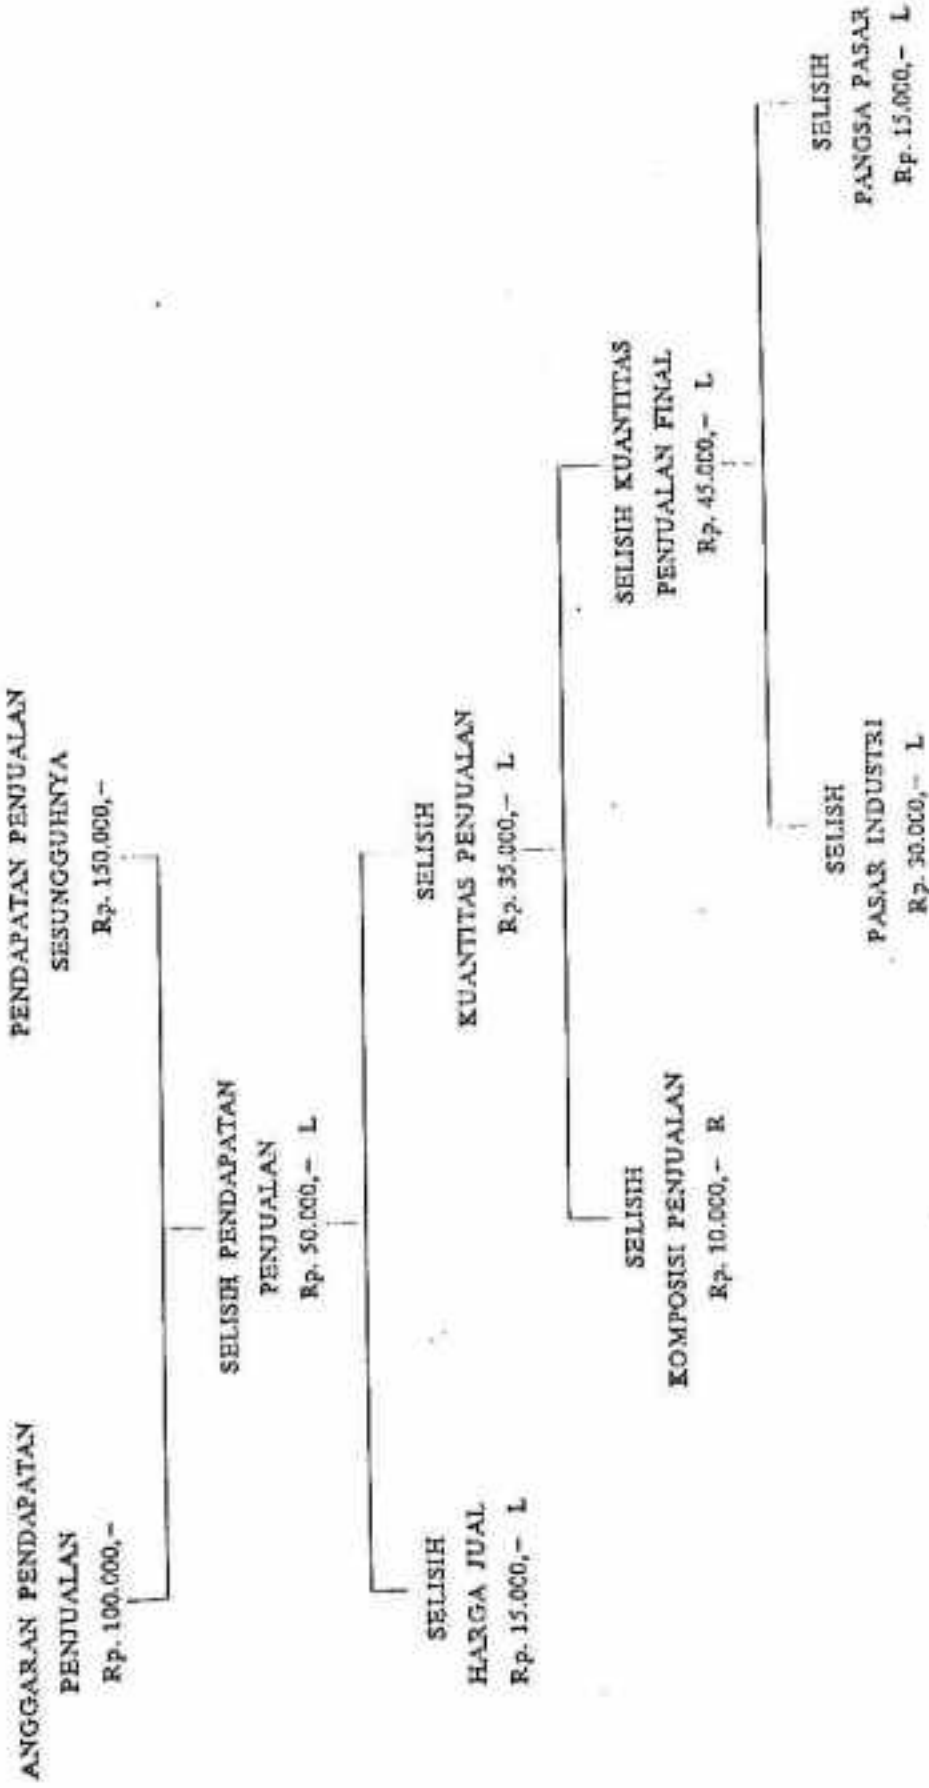 ANGGARAN PENDAPATAN
PENJUALAN
Rp. 100.000,-
PENDAPATAN PENJUALAN
SESUNGGUHNYA
Rp. 150.000,-
SELISIH PENDAPATAN
PENJUALAN
Rp. 50.000,- L
SELISIH
HARGA JUAL
Rp. 15.000,- L
SELISIH
KUANTITAS PENJUALAN
Rp. 35.000,- L
SELISIH
KOMPOSISI PENJUALAN
Rp. 10.000,- R
SELISIH KUANTITAS
PENJUALAN FINAL
Rp. 45.000,- L
SELISH
PASAR INDUSTRI
Rp. 30.000,- L
SELISIH
PANGSA PASAR
Rp. 15.000,- L